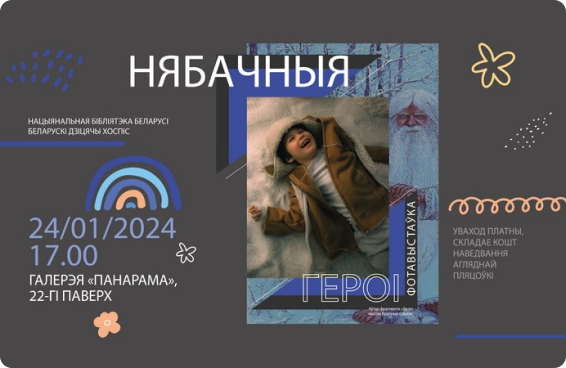 НЯБАЧНЫЯ
НАЦЫЯНАЛЬНАЯ БІБЛІЯТЭКА БЕЛАРУСІ
БЕЛАРУСКІ ДЗІЦЯЧЫ ХОСПІС
24/01/2024
17.00
ГАЛЕРЭЯ «ПАНАРАМА»,
22-ГІ ПАВЕРХ
ГЕРОІ
ФОТАВЫСТАЎКА
УВАХОД ПЛАТНЫ,
СКЛАДАЕ КОШТ
НАВЕДВАННЯ
АГЛЯДНАЙ
ПЛЯЦОЎКІ